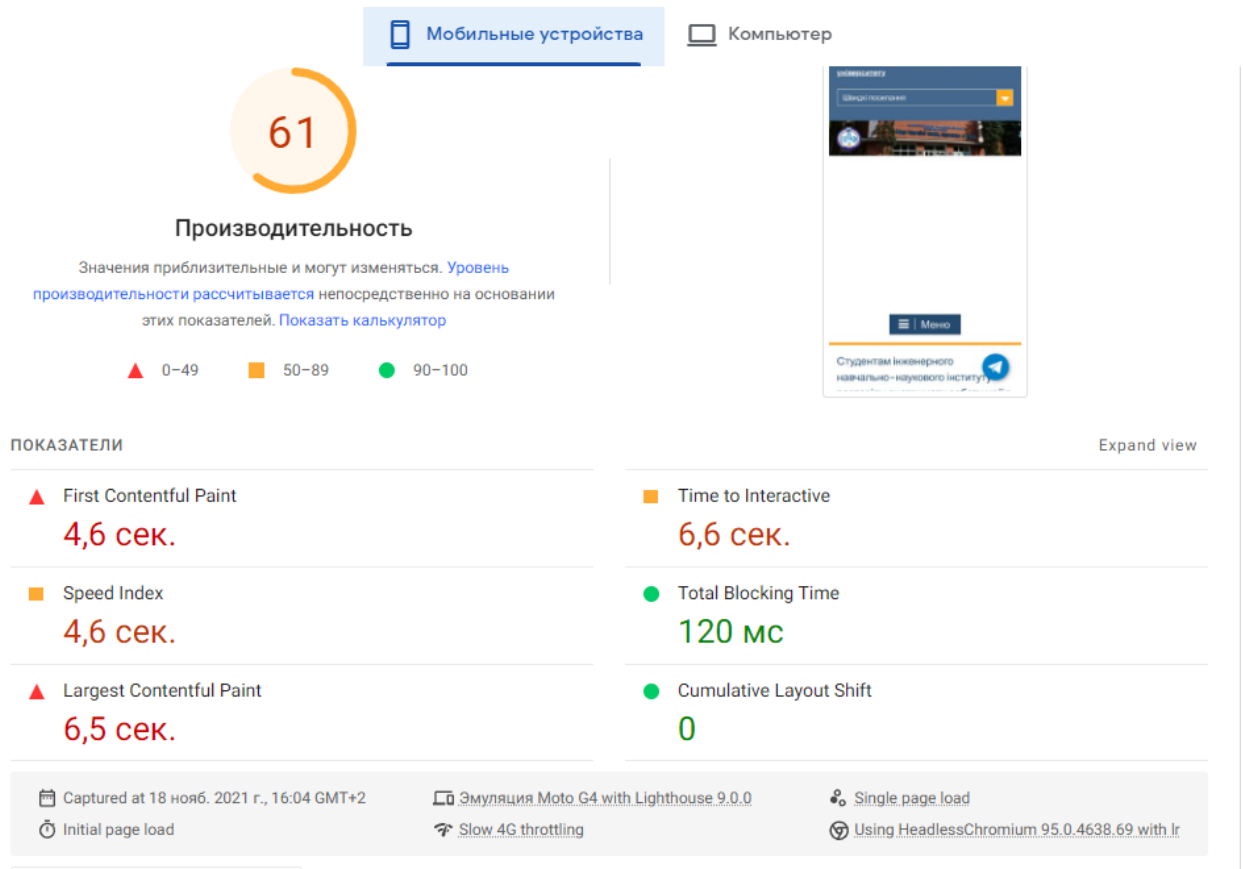 Мобильные устройства
Компьютер
61
Производительность
Значения приблизительные и могут изменяться. Уровень
производительности рассчитывается непосредственно на основании
этих показателей. Показать калькулятор
0–49
50–89
90–100
университету
Швидкі посилання
Меню
Студентам інженерного
навчально-наукового інституту
ПОКАЗАТЕЛИ
Expand view
First Contentful Paint
4,6 сек.
Time to Interactive
6,6 сек.
Speed Index
4,6 сек.
Total Blocking Time
120 мс
Largest Contentful Paint
6,5 сек.
Cumulative Layout Shift
0
Captured at 18 нояб. 2021 г., 16:04 GMT+2
Эмуляция Moto G4 with Lighthouse 9.0.0
Single page load
Initial page load
Slow 4G throttling
Using HeadlessChromium 95.0.4638.69 with lr